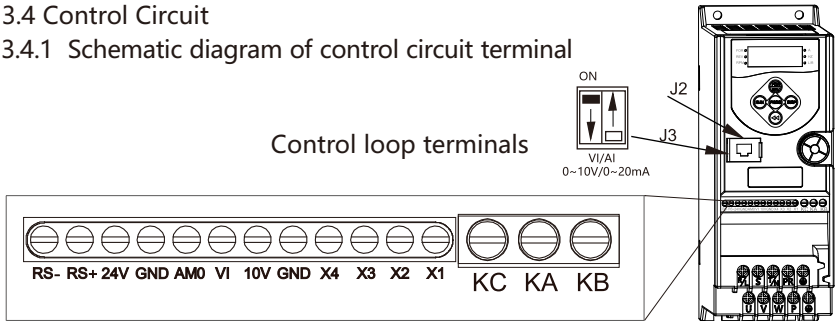 3.4 Control Circuit
3.4.1 Schematic diagram of control circuit terminal
ON
J2
J3
Control loop terminals
VI/AI
0~10V/0~20mA
RS- RS+ 24V GND AM0 VI 10V GND X4 X3 X2 X1
KC KA KB
U V W P